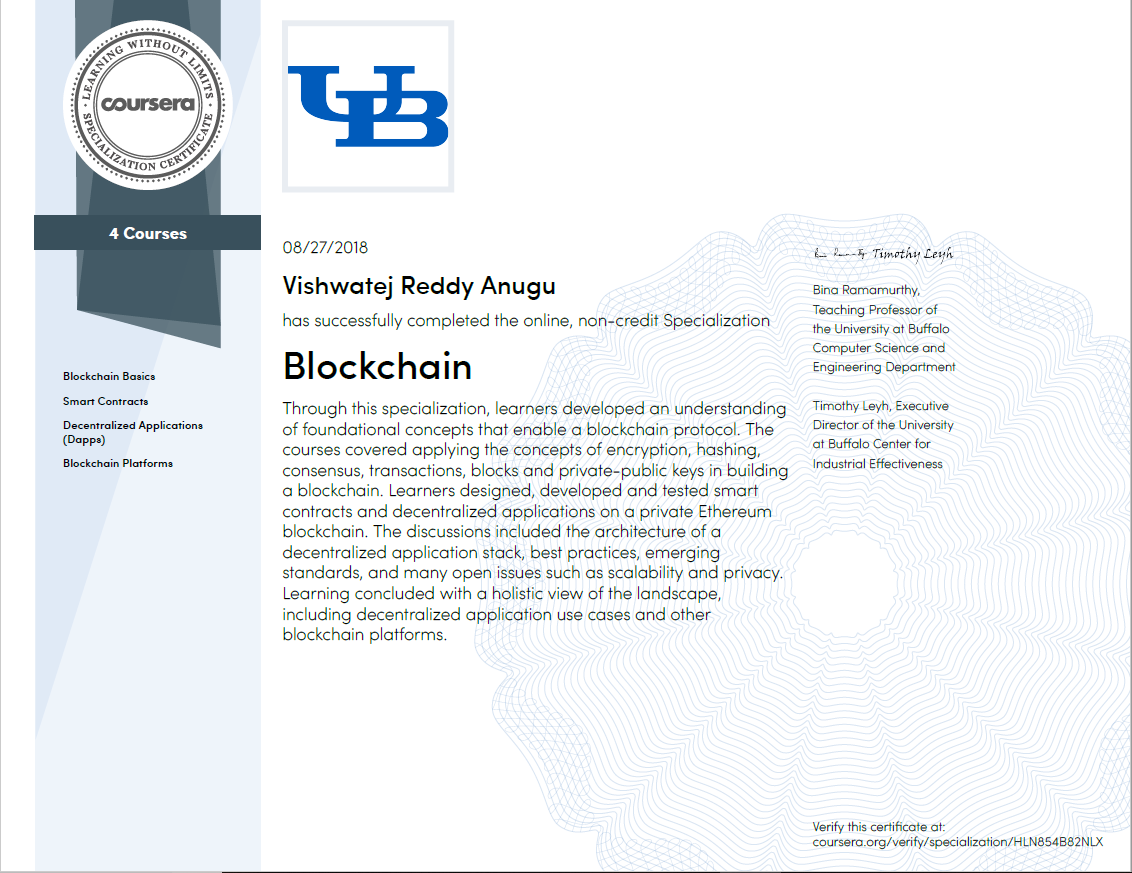 LEARNING WITHOUT LIMITS
coursera
SPECIALIZATION CERTIFICATE
4 Courses
Blockchain Basics
Smart Contracts
Decentralized Applications
(Dapps)
Blockchain Platforms
UB
08/27/2018
Vishwatej Reddy Anugu
has successfully completed the online, non-credit Specialization
Blockchain
Through this specialization, learners developed an understanding
of foundational concepts that enable a blockchain protocol. The
courses covered applying the concepts of encryption, hashing,
consensus, transactions, blocks and private-public keys in building
a blockchain. Learners designed, developed and tested smart
contracts and decentralized applications on a private Ethereum
blockchain. The discussions included the architecture of a
decentralized application stack, best practices, emerging
standards, and many open issues such as scalability and privacy.
Learning concluded with a holistic view of the landscape,
including decentralized application use cases and other
blockchain platforms.
Timothy Leyh
Bina Ramamurthy,
Teaching Professor of
the University at Buffalo
Computer Science and
Engineering Department
Timothy Leyh, Executive
Director of the University
at Buffalo Center for
Industrial Effectiveness
Verify this certificate at:
coursera.org/verify/specialization/HLN854B82NLX